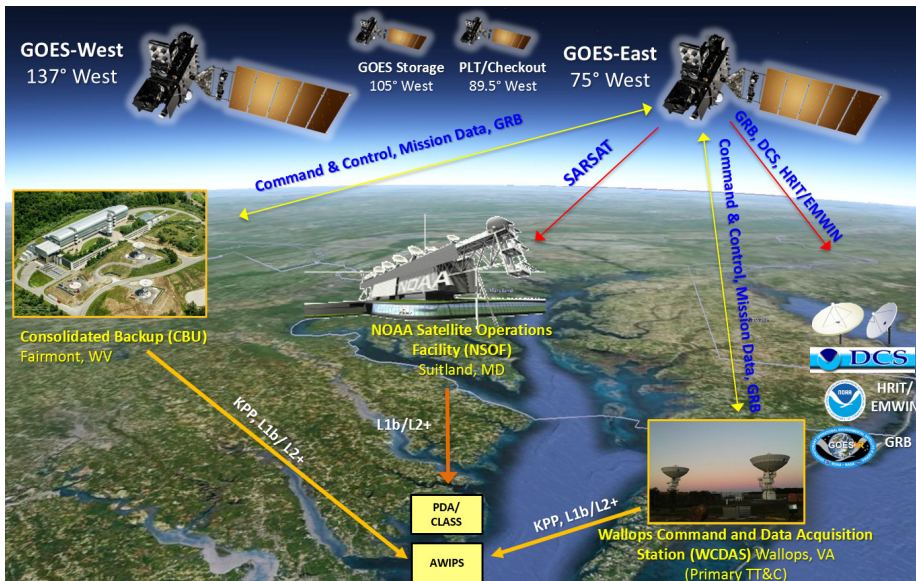 GOES-West
137° West
GOES Storage
105° West
PLT/Checkout
89.5° West
GOES-East
75° West
Command & Control, Mission Data, GRB
SARSAT
GRB, DCS, HRIT/EMWIN
Command & Control, Mission Data, GRB
NOAA
Consolidated Backup (CBU)
Fairmont, WV
NOAA Satellite Operations
Facility (NSOF)
Suitland, MD
DCS
HRIT/
EMWIN
NOAA
GRB
GOES-R
KPP, L1b/ L2+
L1b/L2+
KPP, L1b/L2+
PDA/
CLASS
AWIPS
Wallops Command and Data Acquisition
Station (WCDAS) Wallops, VA
(Primary TT&C)